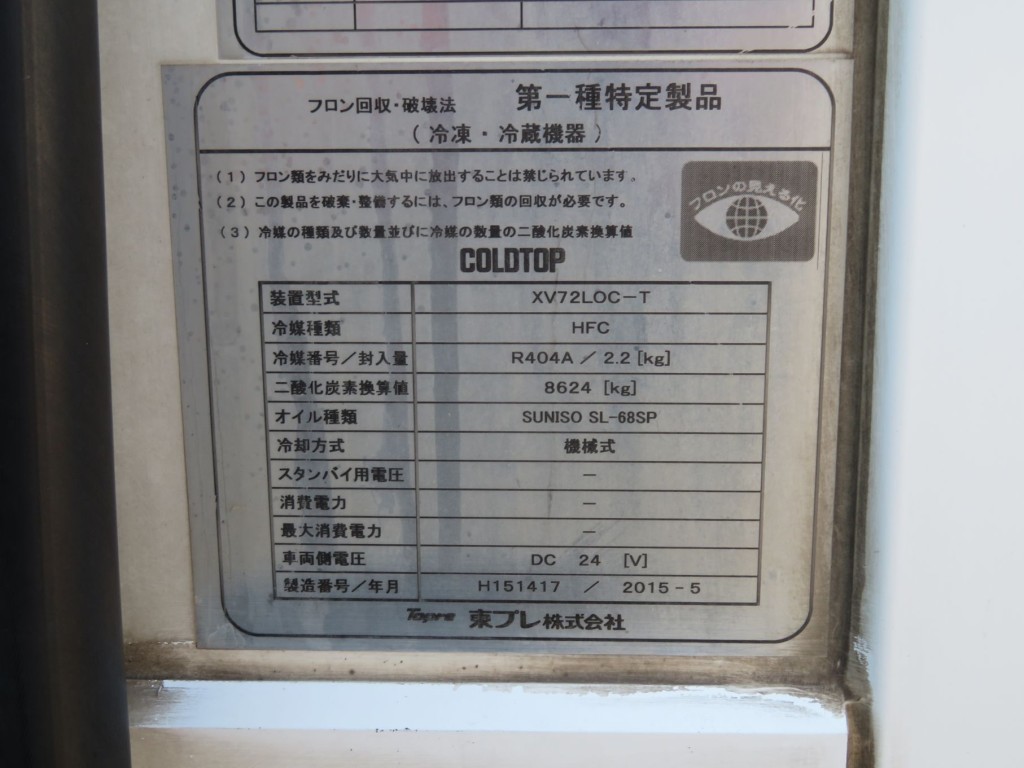 フロン回収・破壊法 第一種特定製品
(冷凍・冷蔵機器)
(1) フロン類をみだりに大気中に放出することは禁じられています。
(2) この製品を破棄・整備するには、フロン類の回収が必要です。
(3) 冷媒の種類及び数量並びに冷媒の数量の二酸化炭素換算値
フロンの見える化
COLDTOP
装置型式 XV72LOC-T
冷媒種類 HFC
冷媒番号/封入量 R404A / 2.2 [kg]
二酸化炭素換算値 8624 [kg]
オイル種類 SUNISO SL-68SP
冷却方式 機械式
スタンバイ用電圧 -
消費電力 -
最大消費電力 -
車両側電圧 DC 24 [V]
製造番号/年月 H151417 / 2015-5
Topre 東プレ株式会社